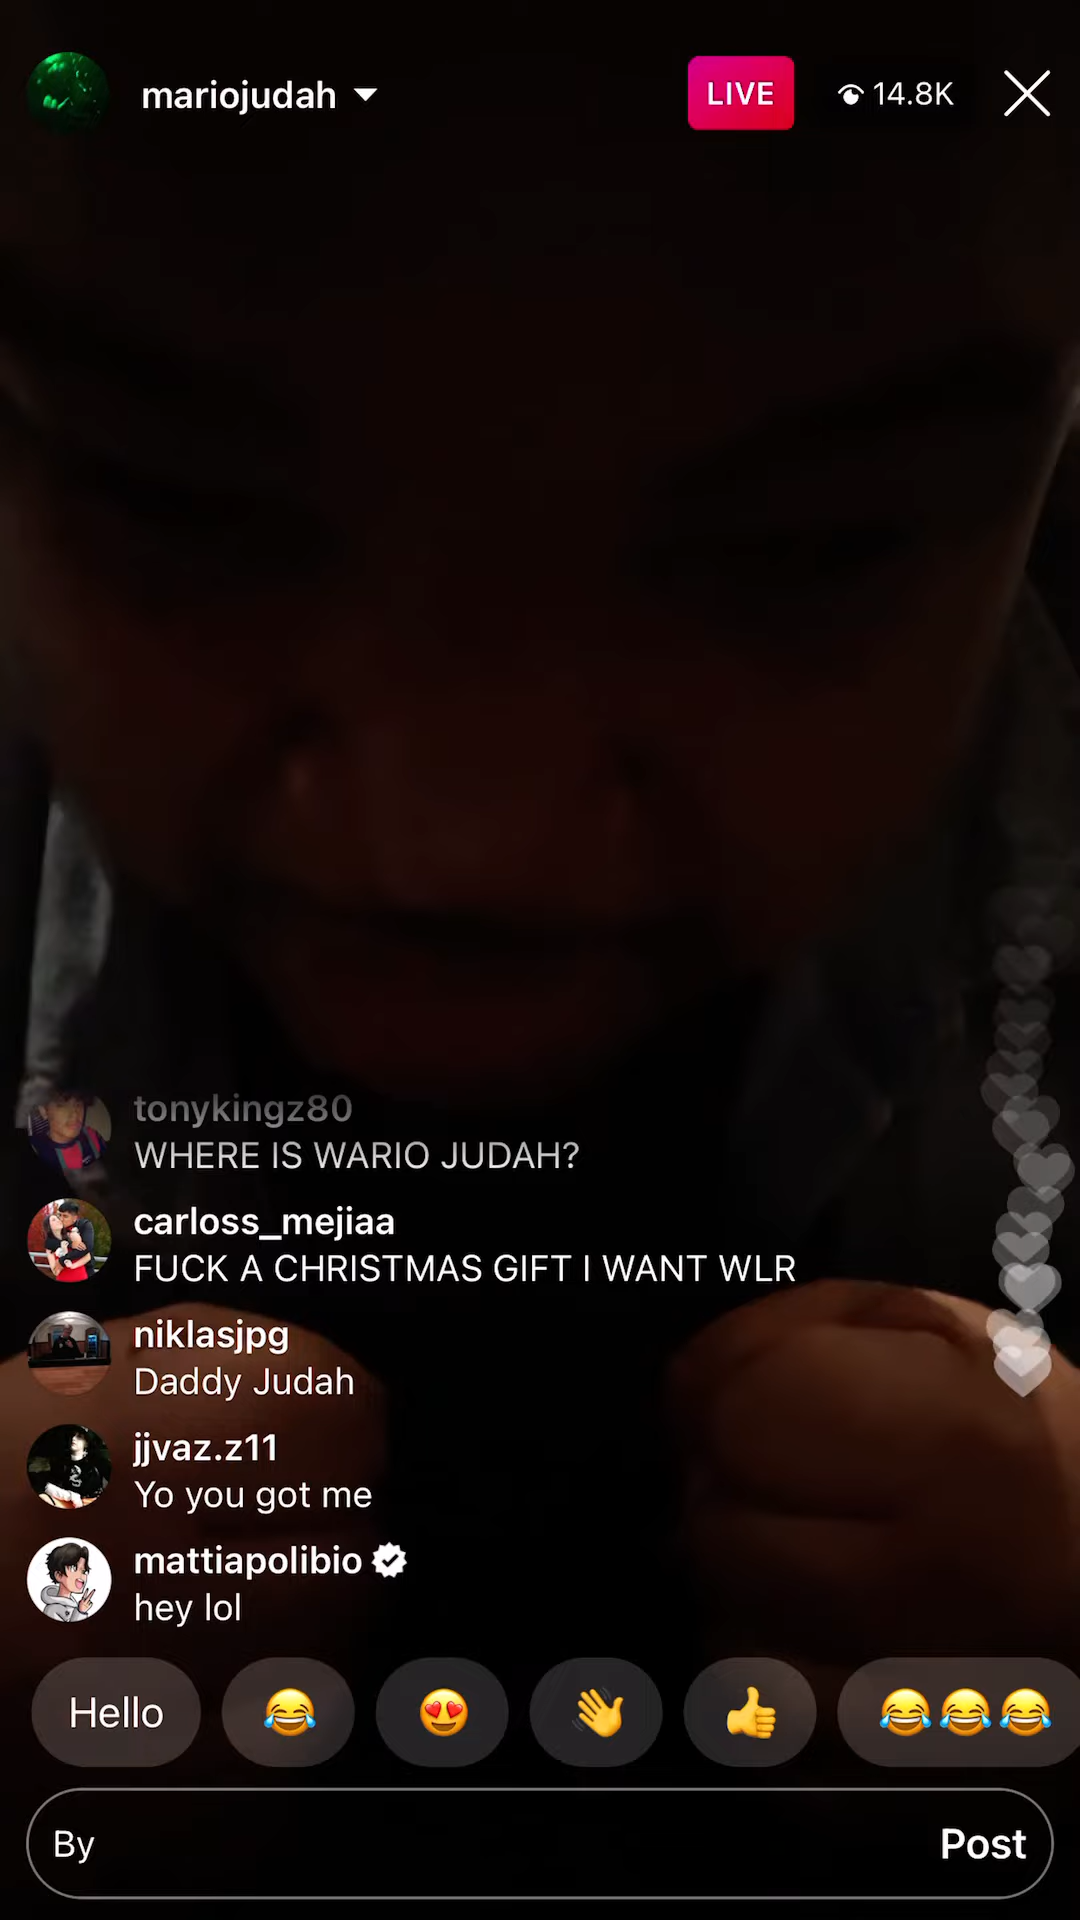 mariojudah
LIVE
14.8K
tonykingz80
WHERE IS WARIO JUDAH?
carloss_mejiaa
FUCK A CHRISTMAS GIFT I WANT WLR
niklasjpg
Daddy Judah
jjvaz.z11
Yo you got me
mattiapolibio
hey lol
Hello
By
Post